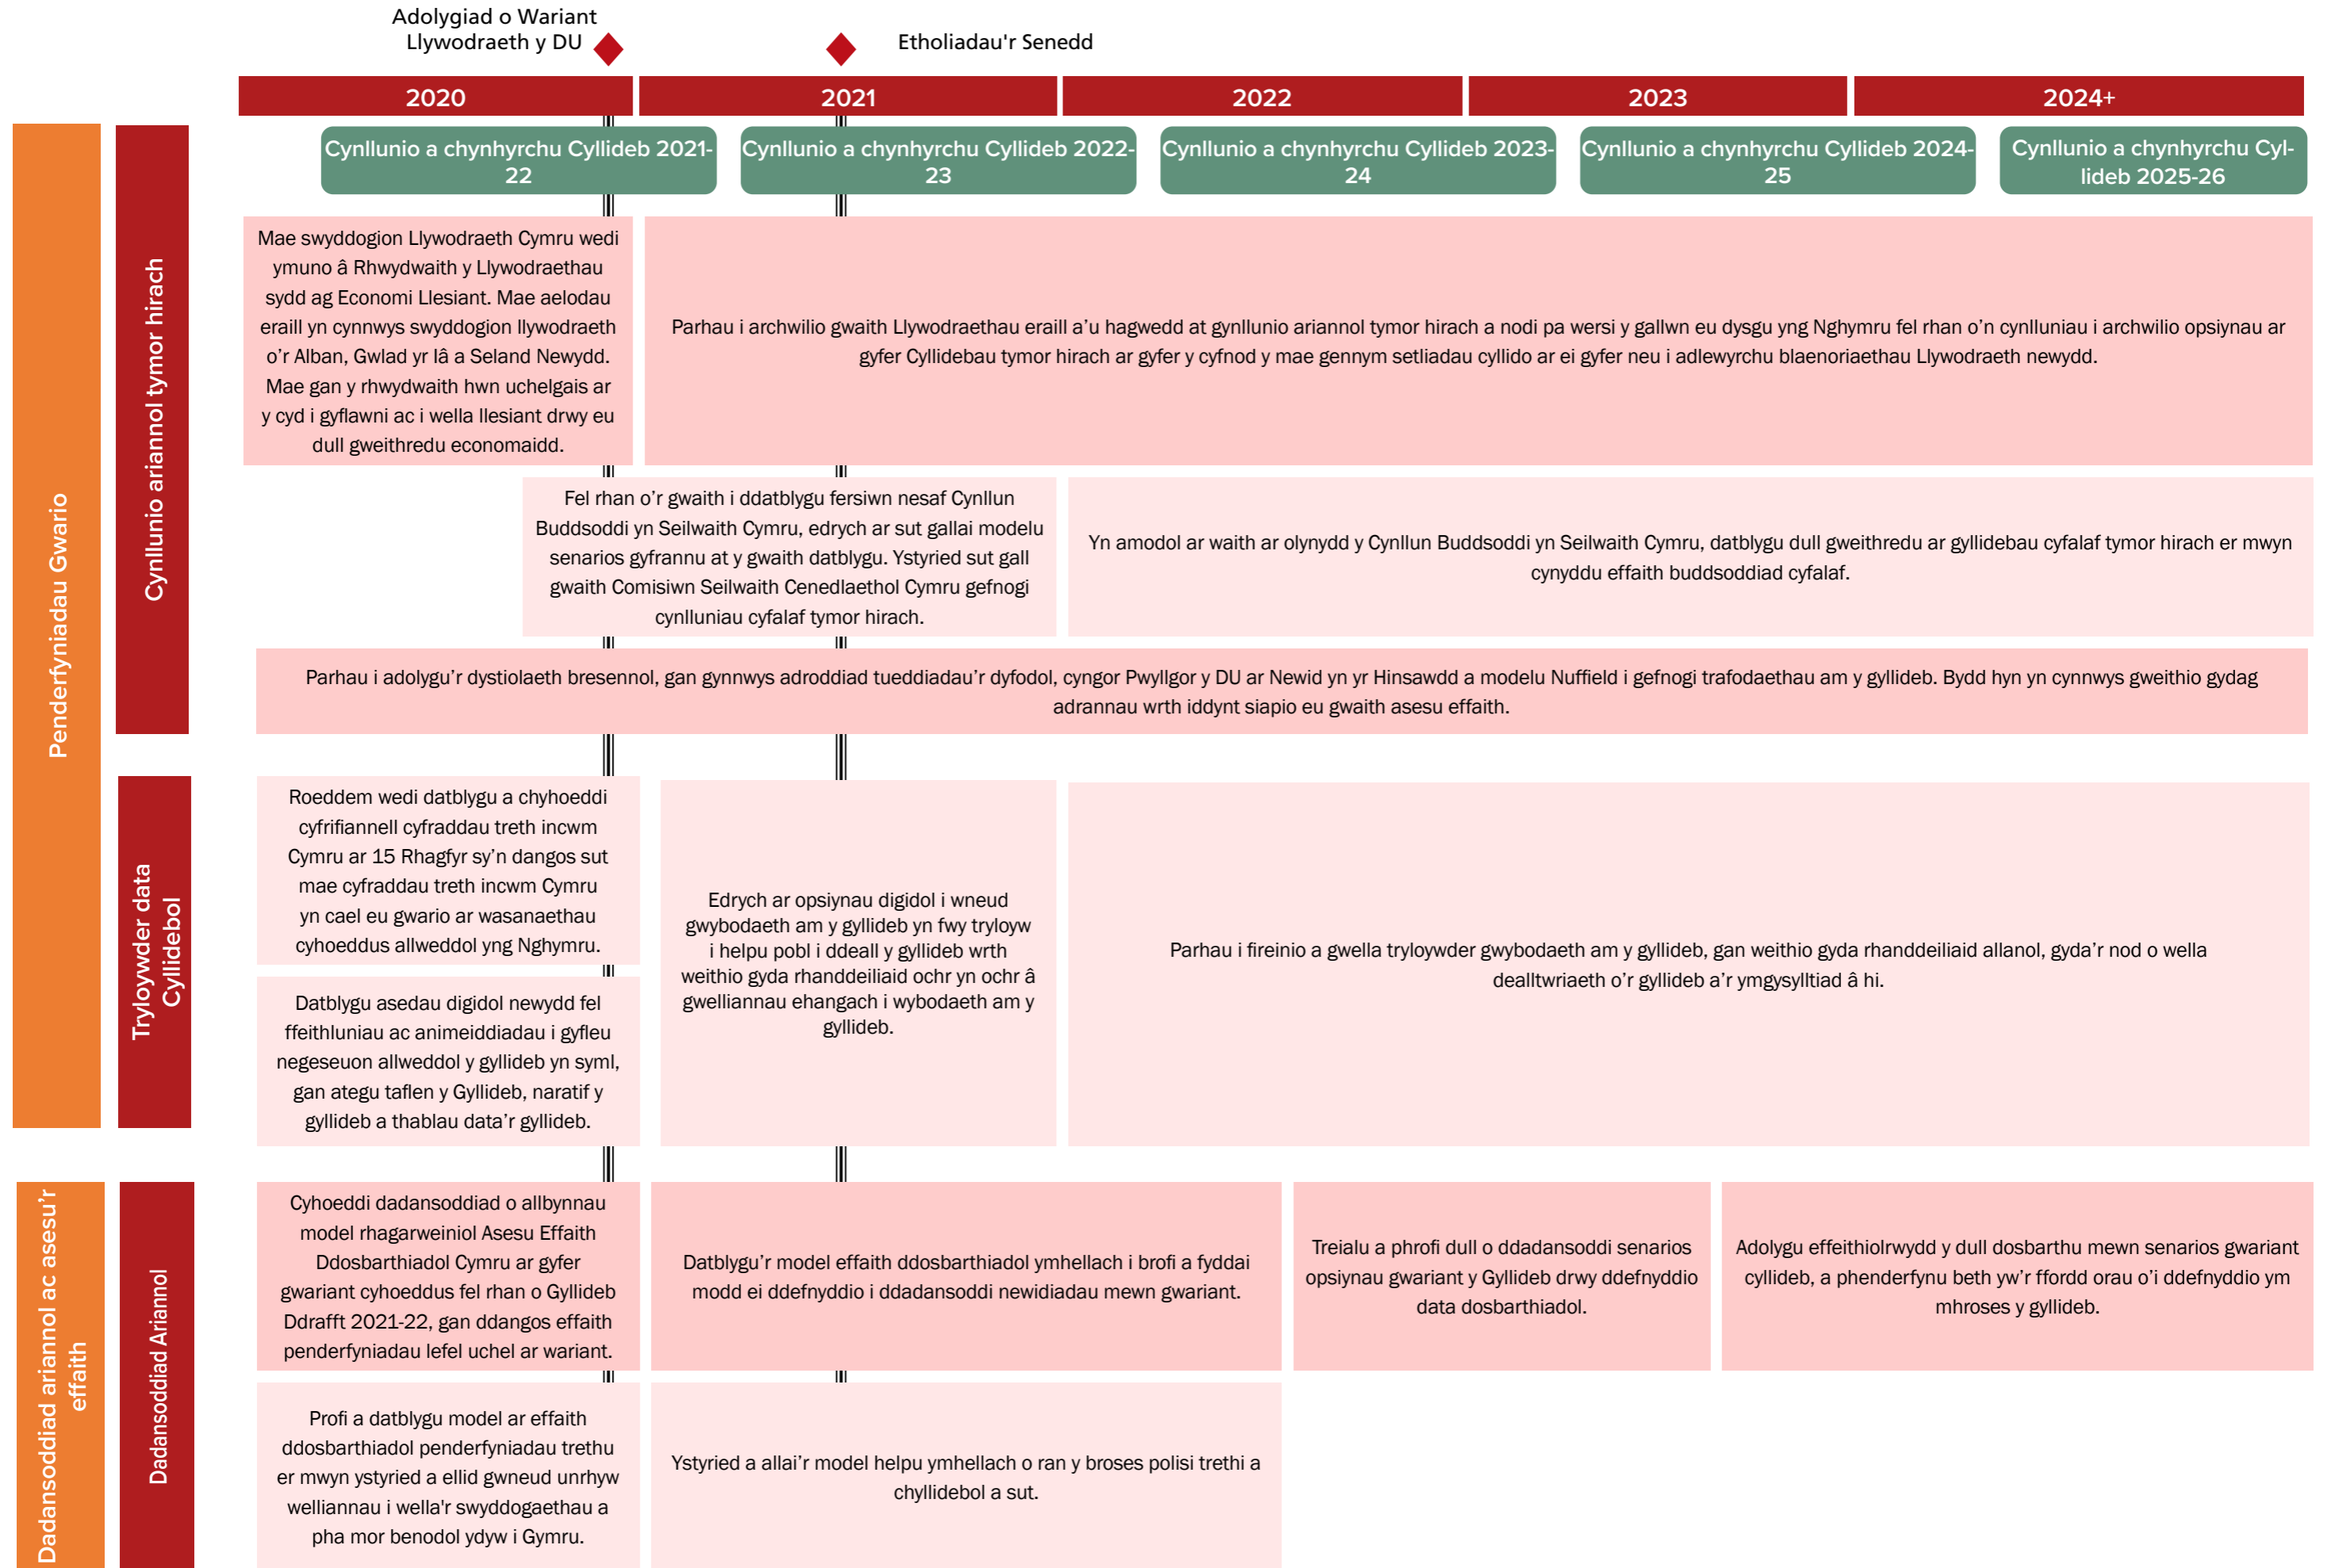 Adolygiad o Wariant
Llywodraeth y DU
Etholiadau'r Senedd
2020
2021
2022
2023
2024+
Cynllunio a chynhyrchu Cyllideb 2021-
22
Cynllunio a chynhyrchu Cyllideb 2022-
23
Cynllunio a chynhyrchu Cyllideb 2023-
24
Cynllunio a chynhyrchu Cyllideb 2024-
25
Cynllunio a chynhyrchu Cyl-
lideb 2025-26
Penderfyniadau Gwario
Cynllunio ariannol tymor hirach
Mae swyddogion Llywodraeth Cymru wedi
ymuno â Rhwydwaith y Llywodraethau
sydd ag Economi Llesiant. Mae aelodau
eraill yn cynnwys swyddogion llywodraeth
o'r Alban, Gwlad yr Iâ a Seland Newydd.
Mae gan y rhwydwaith hwn uchelgais ar
y cyd i gyflawni ac i wella llesiant drwy eu
dull gweithredu economaidd.
Parhau i archwilio gwaith Llywodraethau eraill a'u hagwedd at gynllunio ariannol tymor hirach a nodi pa wersi y gallwn eu dysgu yng Nghymru fel rhan o'n cynlluniau i archwilio opsiynau ar
gyfer Cyllidebau tymor hirach ar gyfer y cyfnod y mae gennym setliadau cyllido ar ei gyfer neu i adlewyrchu blaenoriaethau Llywodraeth newydd.
Fel rhan o'r gwaith i ddatblygu fersiwn nesaf Cynllun
Buddsoddi yn Seilwaith Cymru, edrych ar sut gallai modelu
senarios gyfrannu at y gwaith datblygu. Ystyried sut gall
gwaith Comisiwn Seilwaith Cenedlaethol Cymru gefnogi
cynlluniau cyfalaf tymor hirach.
Yn amodol ar waith ar olynydd y Cynllun Buddsoddi yn Seilwaith Cymru, datblygu dull gweithredu ar gyllidebau cyfalaf tymor hirach er mwyn
cynyddu effaith buddsoddiad cyfalaf.
Parhau i adolygu'r dystiolaeth bresennol, gan gynnwys adroddiad tueddiadau'r dyfodol, cyngor Pwyllgor y DU ar Newid yn yr Hinsawdd a modelu Nuffield i gefnogi trafodaethau am y gyllideb. Bydd hyn yn cynnwys gweithio gydag
adrannau wrth iddynt siapio eu gwaith asesu effaith.
Tryloywder data
Cyllidebol
Roeddem wedi datblygu a chyhoeddi
cyfrifiannell cyfraddau treth incwm
Cymru ar 15 Rhagfyr sy'n dangos sut
mae cyfraddau treth incwm Cymru
yn cael eu gwario ar wasanaethau
cyhoeddus allweddol yng Nghymru.
Datblygu asedau digidol newydd fel
ffeithluniau ac animeiddiadau i gyfleu
negeseuon allweddol y gyllideb yn syml,
gan ategu taflen y Gyllideb, naratif y
gyllideb a thablau data'r gyllideb.
Edrych ar opsiynau digidol i wneud
gwybodaeth am y gyllideb yn fwy tryloyw
i helpu pobl i ddeall y gyllideb wrth
weithio gyda rhanddeiliaid ochr yn ochr â
gwelliannau ehangach i wybodaeth am y
gyllideb.
Parhau i fireinio a gwella tryloywder gwybodaeth am y gyllideb, gan weithio gyda rhanddeiliaid allanol, gyda'r nod o wella
dealltwriaeth o'r gyllideb a'r ymgysylltiad â hi.
Dadansoddiad ariannol ac asesu'r
effaith
Dadansoddiad Ariannol
Cyhoeddi dadansoddiad o allbynnau
model rhagarweiniol Asesu Effaith
Ddosbarthiadol Cymru ar gyfer
gwariant cyhoeddus fel rhan o Gyllideb
Ddrafft 2021-22, gan ddangos effaith
penderfyniadau lefel uchel ar wariant.
Datblygu'r model effaith ddosbarthiadol ymhellach i brofi a fyddai
modd ei ddefnyddio i ddadansoddi newidiadau mewn gwariant.
Treialu a phrofi dull o ddadansoddi senarios
opsiynau gwariant y Gyllideb drwy ddefnyddio
data dosbarthiadol.
Adolygu effeithiolrwydd y dull dosbarthu mewn senarios gwariant
cyllideb, a phenderfynu beth yw'r ffordd orau o'i ddefnyddio ym
mhroses y gyllideb.
Profi a datblygu model ar effaith
ddosbarthiadol penderfyniadau trethu
er mwyn ystyried a ellid gwneud unrhyw
welliannau i wella'r swyddogaethau a
pha mor benodol ydyw i Gymru.
Ystyried a allai'r model helpu ymhellach o ran y broses polisi trethi a
chyllidebol a sut.